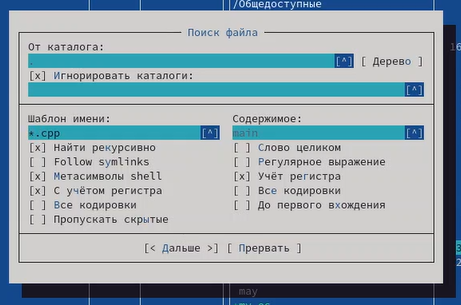 /Общедоступные
Поиск файла
От каталога:
. [^] [ Дерево ]
[x] Игнорировать каталоги:
[^]
Шаблон имени: Содержимое:
*.cpp [^] main [^]
[x] Найти рекурсивно [ ] Слово целиком
[ ] Follow symlinks [ ] Регулярное выражение
[x] Метасимволы shell [x] Учёт регистра
[x] С учётом регистра [ ] Все кодировки
[ ] Все кодировки [ ] До первого вхождения
[ ] Пропускать скрытые
[< Дальше >] [ Прервать ]
may